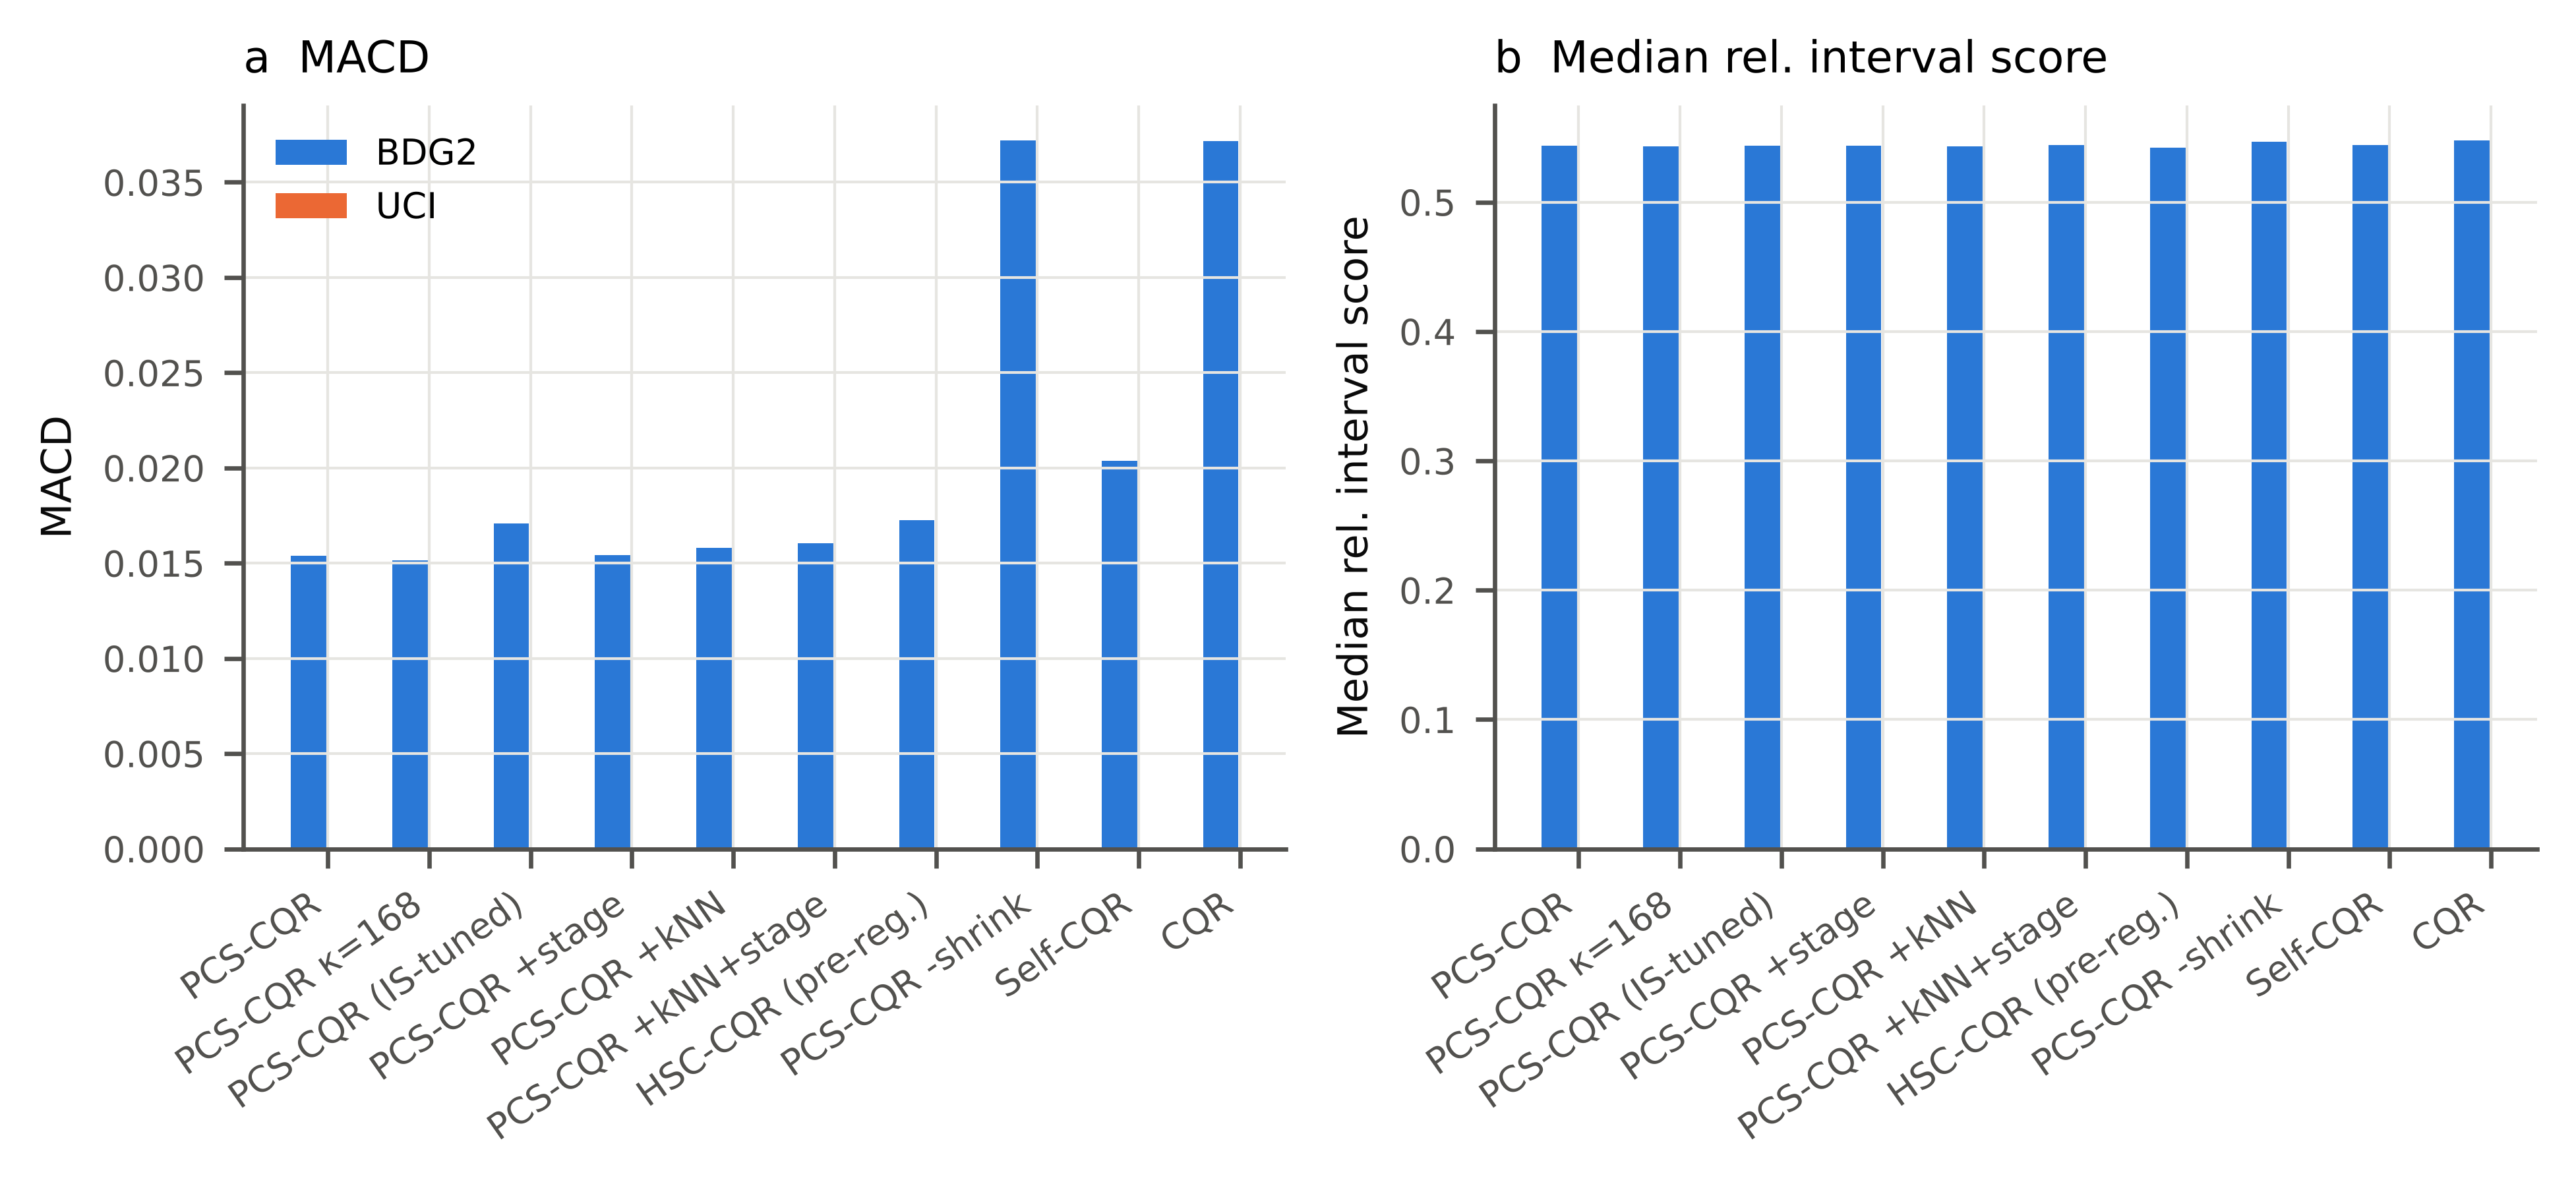 a MACD
MACD
BDG2
UCI
0.035
0.030
0.025
0.020
0.015
0.010
0.005
0.000
PCS-CQR
PCS-CQR κ=168
PCS-CQR (IS-tuned)
PCS-CQR +stage
PCS-CQR +kNN
PCS-CQR +kNN+stage
HSC-CQR (pre-reg.)
PCS-CQR -shrink
Self-CQR
CQR
b Median rel. interval score
Median rel. interval score
0.5
0.4
0.3
0.2
0.1
0.0
PCS-CQR
PCS-CQR κ=168
PCS-CQR (IS-tuned)
PCS-CQR +stage
PCS-CQR +kNN
PCS-CQR +kNN+stage
HSC-CQR (pre-reg.)
PCS-CQR -shrink
Self-CQR
CQR